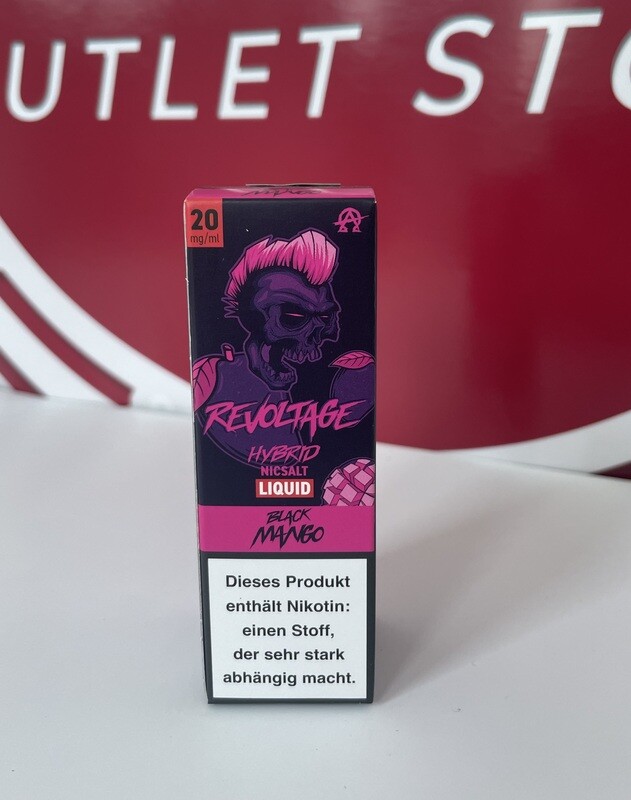 UTLET STO
20
mg/ml
REVOLTAGE
HYBRID
NICSALT
LIQUID
BLACK
MANGO
Dieses Produkt
enthält Nikotin:
einen Stoff,
der sehr stark
abhängig macht.